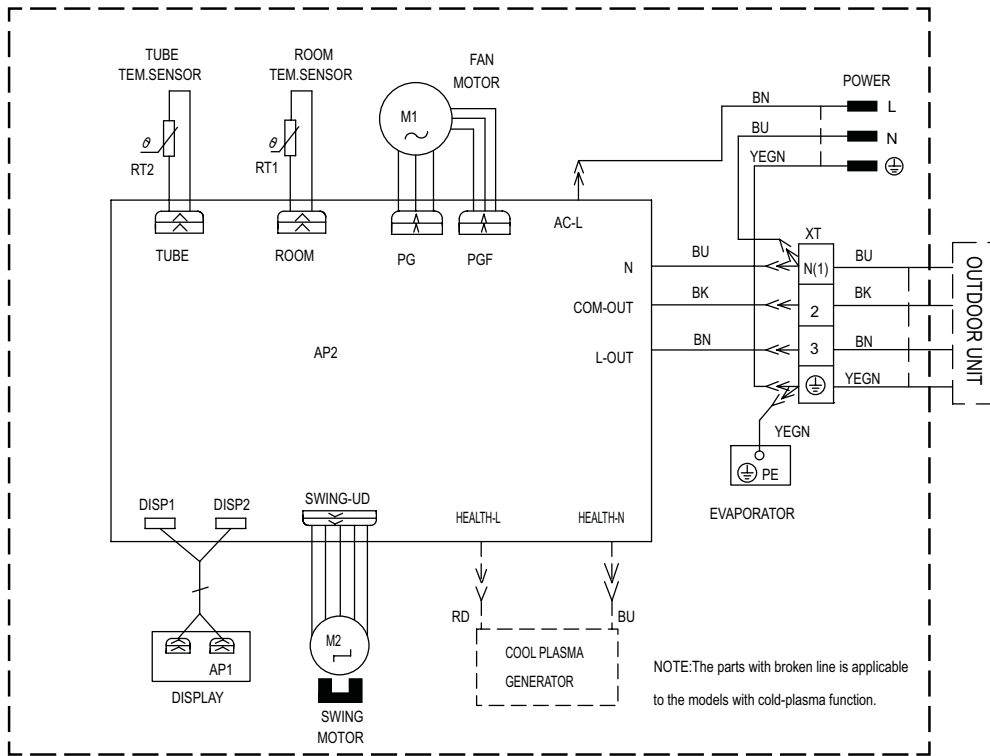 TUBE
TEM.SENSOR
ROOM
TEM.SENSOR
FAN
MOTOR
POWER
BN
L
BU
N
YEGN
M1
θ
RT2
θ
RT1
TUBE
ROOM
PG
PGF
AC-L
XT
N
BU
N(1)
BU
COM-OUT
BK
2
BK
AP2
L-OUT
BN
3
BN
YEGN
OUTDOOR UNIT
YEGN
PE
EVAPORATOR
DISP1
DISP2
SWING-UD
HEALTH-L
HEALTH-N
RD
BU
M2
AP1
DISPLAY
SWING
MOTOR
COOL PLASMA
GENERATOR
NOTE:The parts with broken line is applicable
to the models with cold-plasma function.